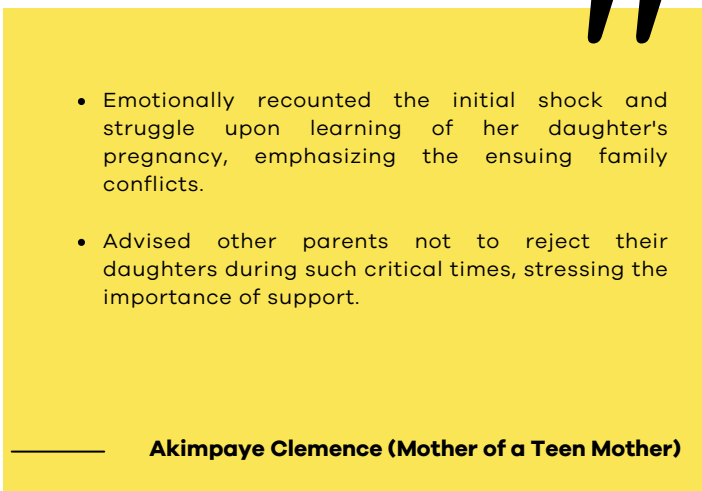 "
• Emotionally recounted the initial shock and
struggle upon learning of her daughter's
pregnancy, emphasizing the ensuing family
conflicts.
• Advised other parents not to reject their
daughters during such critical times, stressing the
importance of support.
Akimpaye Clemence (Mother of a Teen Mother)